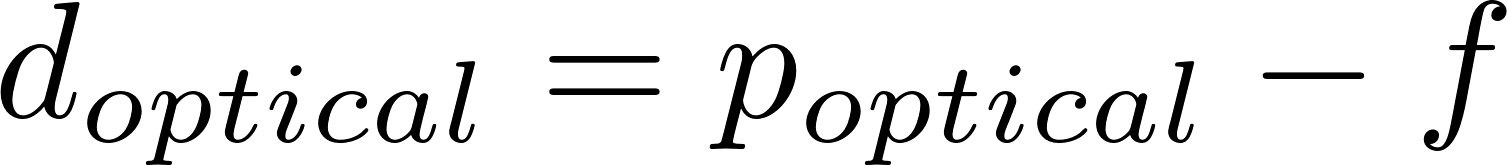 d_{optical} = p_{optical} - f